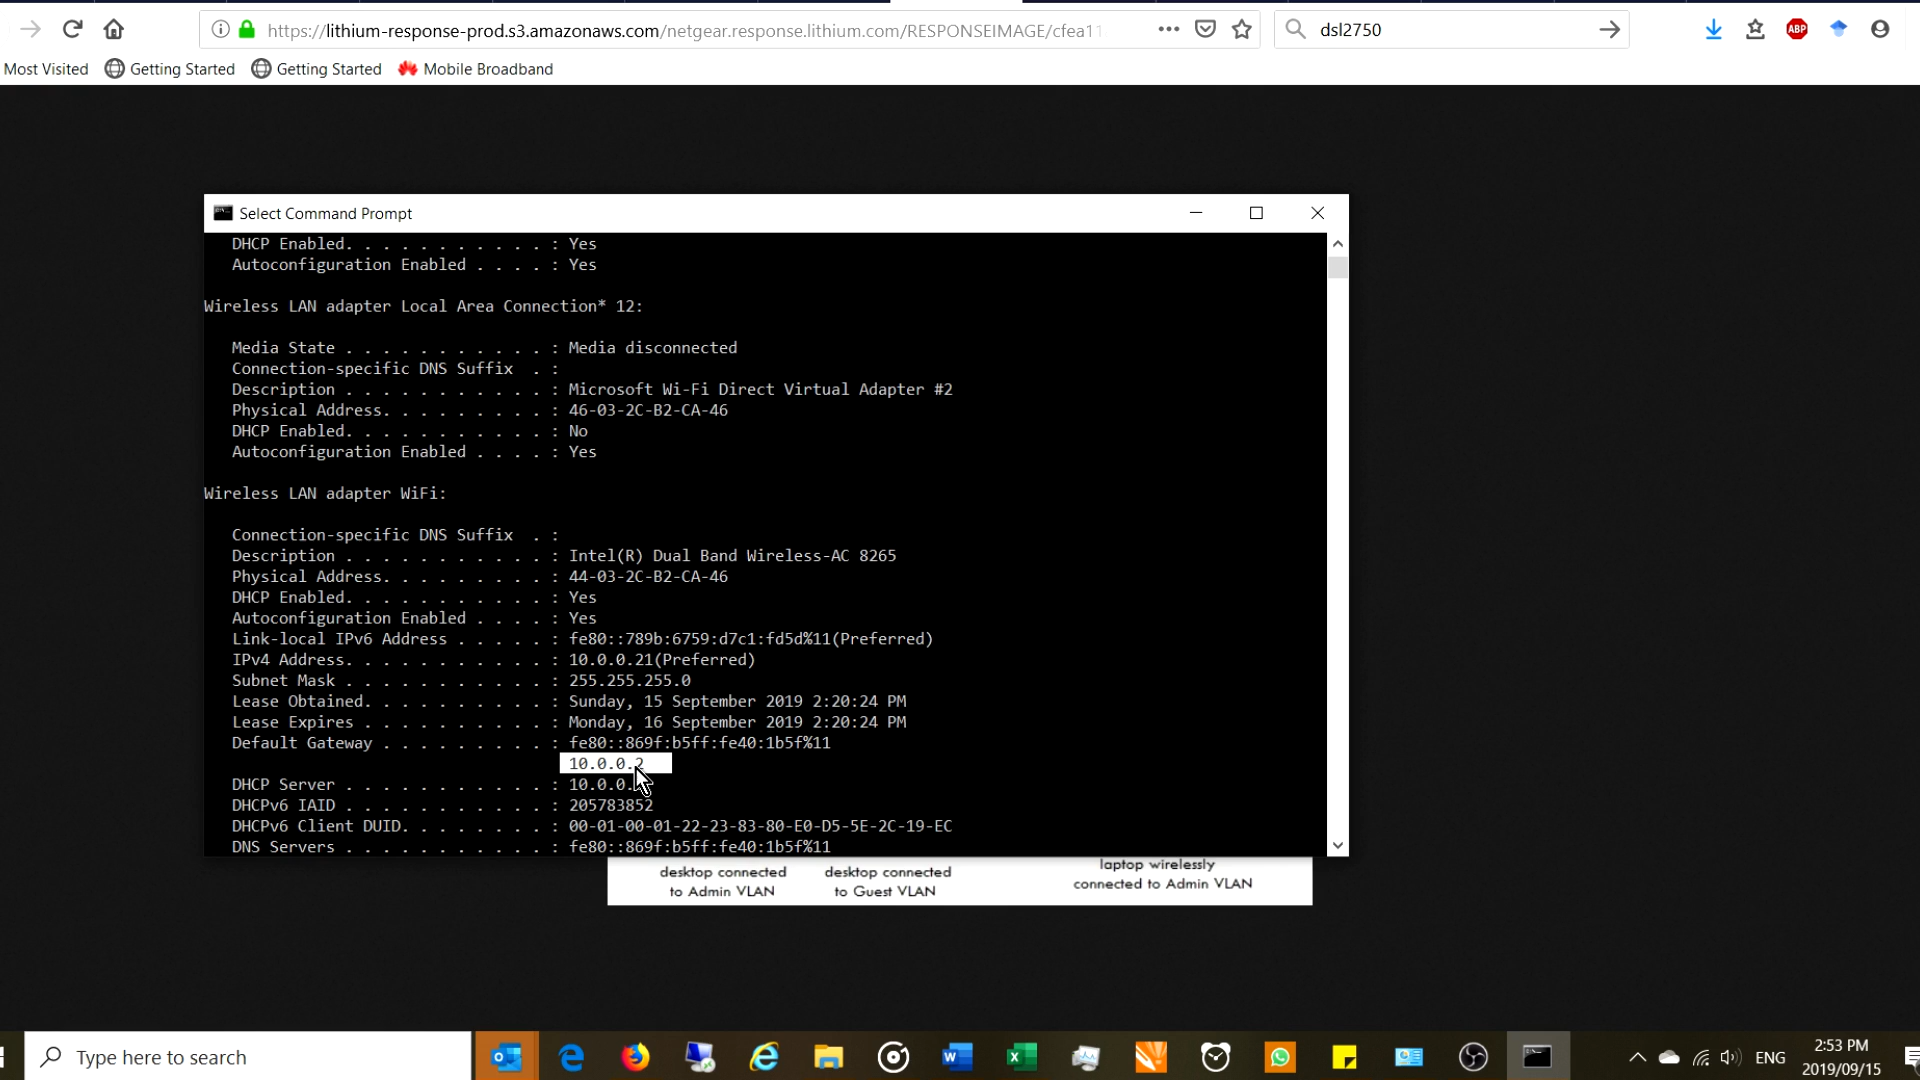 https://lithium-response-prod.s3.amazonaws.com/netgear.response.lithium.com/RESPONSEIMAGE/cfea11
dsl2750
ABP
Most Visited Getting Started Getting Started Mobile Broadband
Select Command Prompt
DHCP Enabled. . . . . . . . . . . : Yes
Autoconfiguration Enabled . . . . : Yes
Wireless LAN adapter Local Area Connection* 12:
Media State . . . . . . . . . . . : Media disconnected
Connection-specific DNS Suffix . :
Description . . . . . . . . . . . : Microsoft Wi-Fi Direct Virtual Adapter #2
Physical Address. . . . . . . . . : 46-03-2C-B2-CA-46
DHCP Enabled. . . . . . . . . . . : No
Autoconfiguration Enabled . . . . : Yes
Wireless LAN adapter WiFi:
Connection-specific DNS Suffix . :
Description . . . . . . . . . . . : Intel(R) Dual Band Wireless-AC 8265
Physical Address. . . . . . . . . : 44-03-2C-B2-CA-46
DHCP Enabled. . . . . . . . . . . : Yes
Autoconfiguration Enabled . . . . : Yes
Link-local IPv6 Address . . . . . : fe80::789b:6759:d7c1:fd5d%11(Preferred)
IPv4 Address. . . . . . . . . . . : 10.0.0.21(Preferred)
Subnet Mask . . . . . . . . . . . : 255.255.255.0
Lease Obtained. . . . . . . . . . : Sunday, 15 September 2019 2:20:24 PM
Lease Expires . . . . . . . . . . : Monday, 16 September 2019 2:20:24 PM
Default Gateway . . . . . . . . . : fe80::869f:b5ff:fe40:1b5f%11
10.0.0.2
DHCP Server . . . . . . . . . . . : 10.0.0.
DHCPv6 IAID . . . . . . . . . . . : 205783852
DHCPv6 Client DUID. . . . . . . . : 00-01-00-01-22-23-83-80-E0-D5-5E-2C-19-EC
DNS Servers . . . . . . . . . . . : fe80::869f:b5ff:fe40:1b5f%11
desktop connected
to Admin VLAN
desktop connected
to Guest VLAN
laptop wirelessly
connected to Admin VLAN
Type here to search
ENG
2:53 PM
2019/09/15